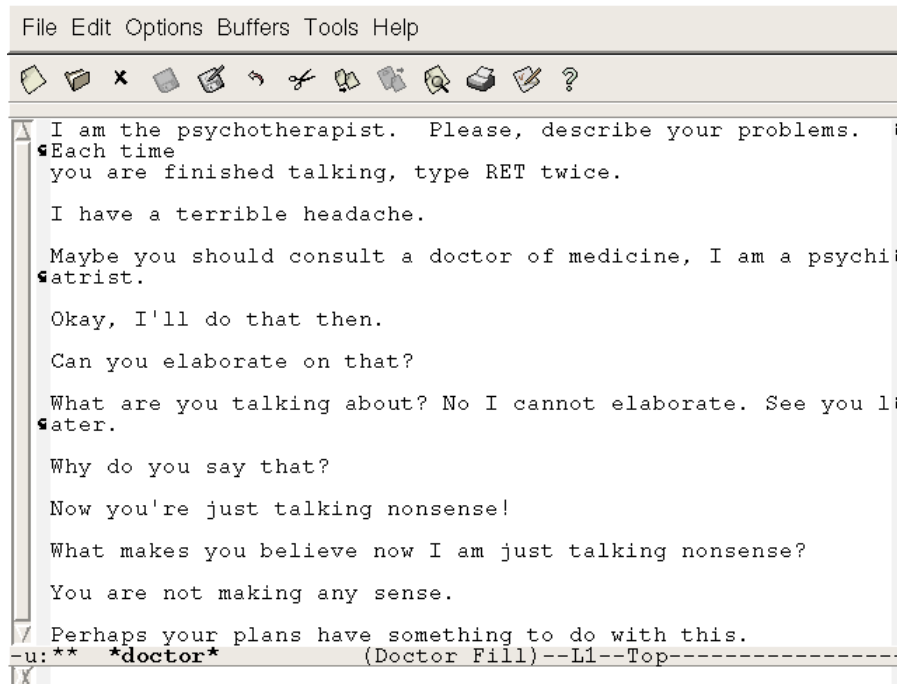 File Edit Options Buffers Tools Help
I am the psychotherapist.  Please, describe your problems.
Each time
you are finished talking, type RET twice.
I have a terrible headache.
Maybe you should consult a doctor of medicine, I am a psychi
atrist.
Okay, I'll do that then.
Can you elaborate on that?
What are you talking about? No I cannot elaborate. See you l
ater.
Why do you say that?
Now you're just talking nonsense!
What makes you believe now I am just talking nonsense?
You are not making any sense.
Perhaps your plans have something to do with this.
-u:**  *doctor*          (Doctor Fill)--L1--Top-----------------